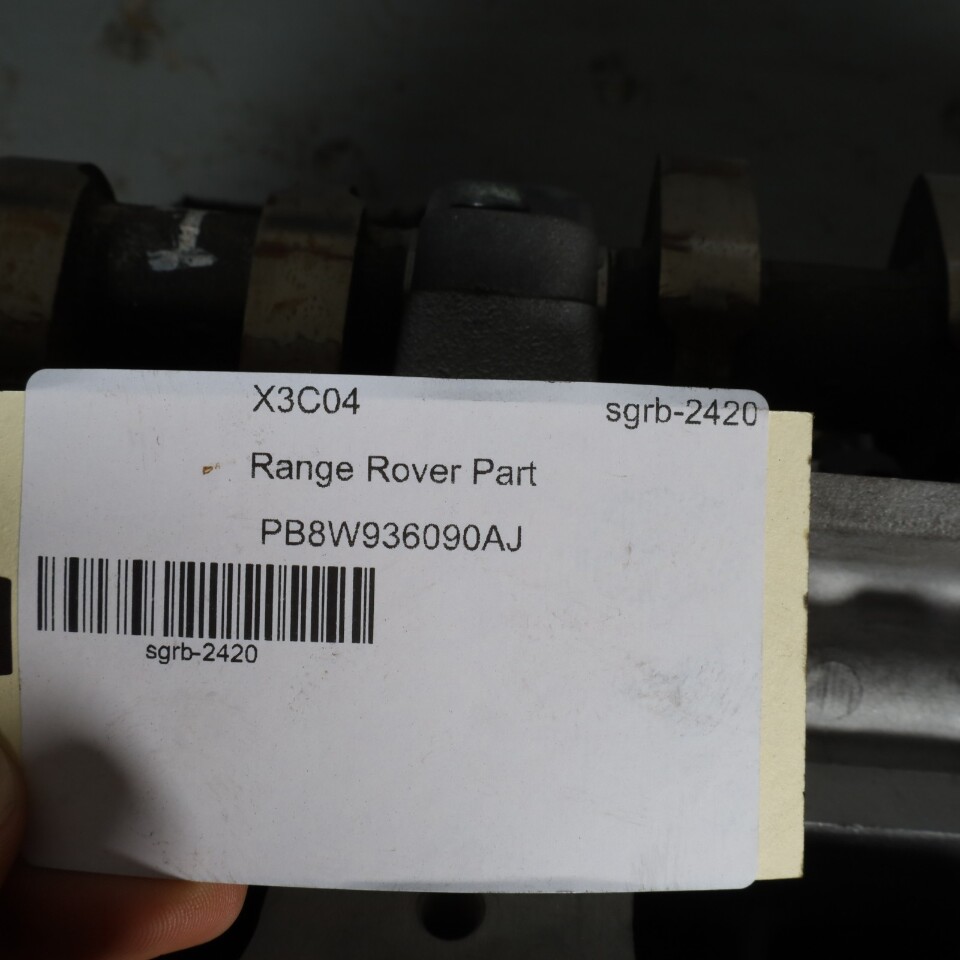 X3C04
sgrb-2420
Range Rover Part
PB8W936090AJ
sgrb-2420